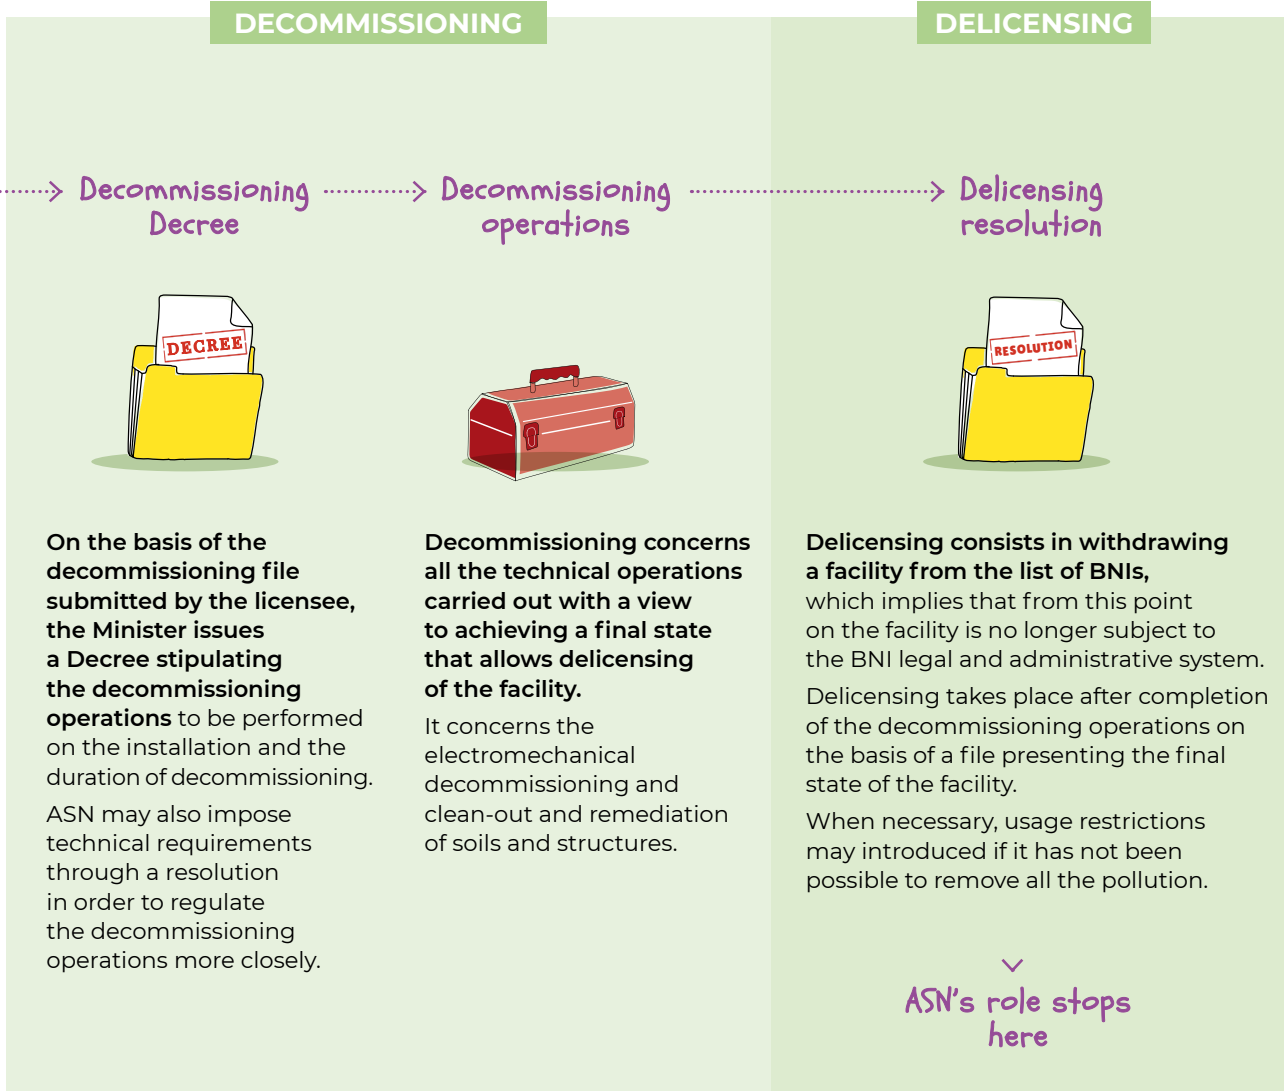 DECOMMISSIONING
DELICENSING
Decommissioning
Decree
Decommissioning
operations
Delicensing
resolution
DECREE
RESOLUTION
On the basis of the
decommissioning file
submitted by the licensee,
the Minister issues
a Decree stipulating
the decommissioning
operations to be performed
on the installation and the
duration of decommissioning.
ASN may also impose
technical requirements
through a resolution
in order to regulate
the decommissioning
operations more closely.
Decommissioning concerns
all the technical operations
carried out with a view
to achieving a final state
that allows delicensing
of the facility.
It concerns the
electromechanical
decommissioning and
clean-out and remediation
of soils and structures.
Delicensing consists in withdrawing
a facility from the list of BNIs,
which implies that from this point
on the facility is no longer subject to
the BNI legal and administrative system.
Delicensing takes place after completion
of the decommissioning operations on
the basis of a file presenting the final
state of the facility.
When necessary, usage restrictions
may introduced if it has not been
possible to remove all the pollution.
ASN's role stops
here